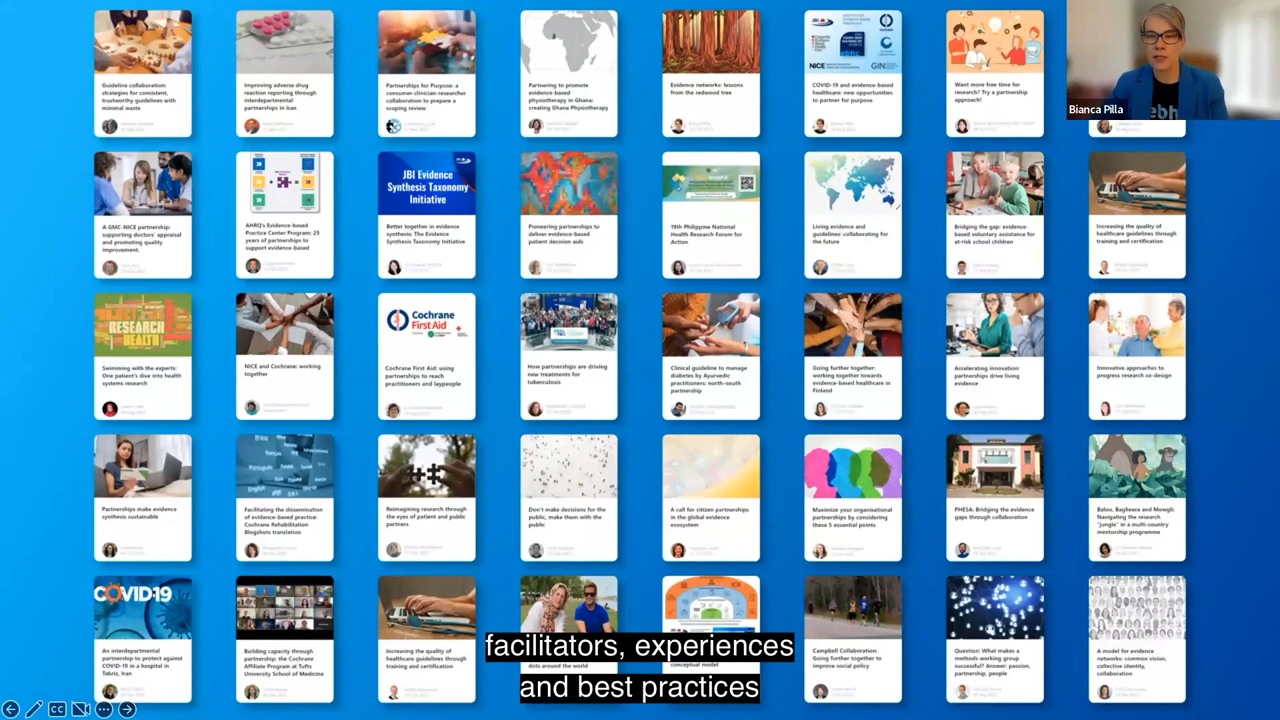 Guideline collaboration:
strategies for consistent,
trustworthy guidelines with
minimal waste
Improving adverse drug
reaction reporting through
interdepartmental
partnerships in Iran
Partnerships for Purpose: a
consumer-clinician-researcher
collaboration to prepare a
scoping review
Partnering to promote
evidence-based
physiotherapy in Ghana:
creating Ghana Physiotherapy
Evidence networks: lessons
from the redwood tree
JBI
NICE
GIN
COVID-19 and evidence-based
healthcare: new opportunities
to partner for purpose
Want more free time for
research? Try a partnership
approach!
Bianca Pilla
ebh
A GMC-NICE partnership:
supporting doctors' appraisal
and promoting quality
improvement.
AHRQ's Evidence-based
Practice Center Program: 25
years of partnerships to
support evidence-based
JBI Evidence
Synthesis Taxonomy
Initiative
Better together in evidence
synthesis: The Evidence
Synthesis Taxonomy Initiative
Pioneering partnerships to
deliver evidence-based
patient decision aids
19th Philippine National
Health Research Forum for
Action
Living evidence and
guidelines: collaborating for
the future
Bridging the gap: evidence-
based voluntary assistance for
at-risk school children
Increasing the quality of
healthcare guidelines through
training and certification
RESEARCH
HEALTH
Swimming with the experts:
One patient's dive into health
systems research
NICE and Cochrane: working
together
Cochrane
First Aid
Cochrane First Aid: using
partnerships to reach
practitioners and laypeople
How partnerships are driving
new treatments for
tuberculosis
Clinical guideline to manage
diabetes by Ayurvedic
practitioners: north-south
partnership
Going further together:
working together towards
evidence-based healthcare in
Finland
Accelerating innovation:
partnerships drive living
evidence
Innovative approaches to
progress research co-design
Partnerships make evidence
synthesis sustainable
Facilitating the dissemination
of evidence-based practice:
Cochrane Rehabilitation
Blogshots translation
Reimagining research through
the eyes of patient and public
partners
Don't make decisions for the
public, make them with the
public
A call for citizen partnerships
in the global evidence
ecosystem
Maximize your organisational
partnerships by considering
these 5 essential points
PHESA: Bridging the evidence
gaps through collaboration
Baloo, Bagheera and Mowgli:
Navigating the research
"jungle" in a multi-country
mentorship programme
COVID19
An interdepartmental
partnership to protect against
COVID-19 in a hospital in
Tabriz, Iran
Building capacity through
partnership: the Cochrane
Affiliate Program at Tufts
University School of Medicine
Increasing the quality of
healthcare guidelines through
training and certification
dots around the world
conceptual model
Campbell Collaboration:
Going further together to
improve social policy
Question: What makes a
methods working group
successful? Answer: passion,
partnership, people
A model for evidence
networks: common vision,
collective identity,
collaboration
facilitators, experiences
and best practices
CC